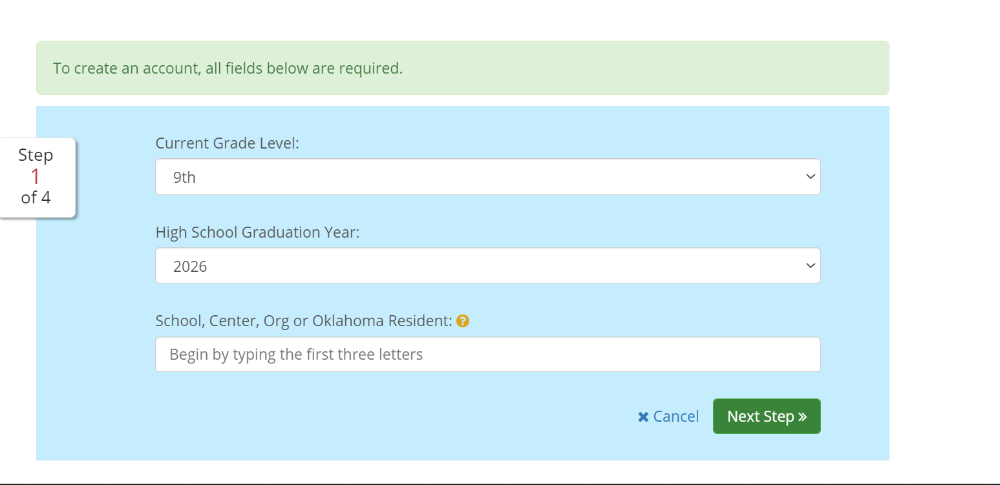 To create an account, all fields below are required.
Step
1
of 4
Current Grade Level:
9th
High School Graduation Year:
2026
School, Center, Org or Oklahoma Resident: ?
Begin by typing the first three letters
✖ Cancel
Next Step »